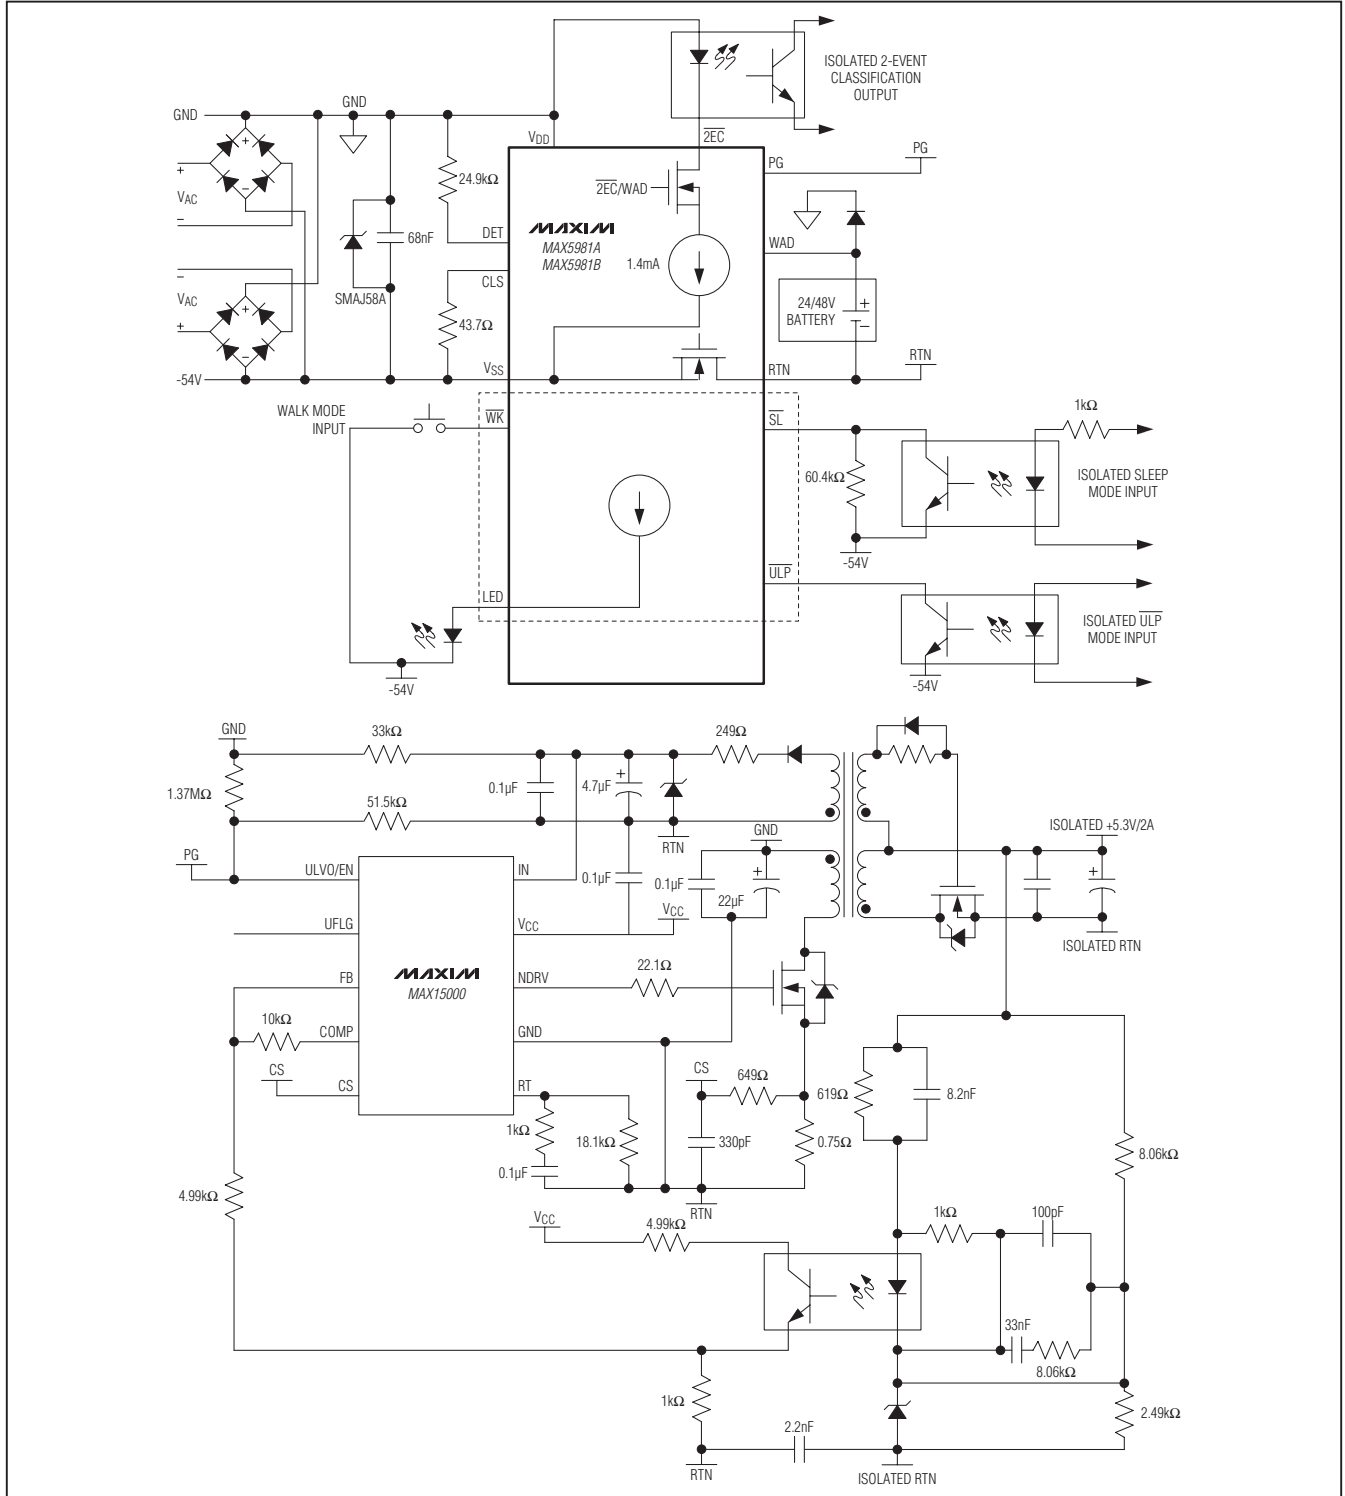 ISOLATED 2-EVENT
CLASSIFICATION
OUTPUT
GND
GND
VDD
2EC
PG
PG
+
VAC
−
24.9kΩ
2EC/WAD
DET
MAXIM
MAX5981A
MAX5981B
WAD
68nF
1.4mA
−
VAC
+
SMAJ58A
CLS
24/48V
BATTERY
+
−
43.7Ω
-54V
VSS
RTN
RTN
WALK MODE
INPUT
WK
SL
1kΩ
60.4kΩ
ISOLATED SLEEP
MODE INPUT
-54V
ULP
LED
ISOLATED ULP
MODE INPUT
-54V
-54V
GND
33kΩ
249Ω
1.37MΩ
0.1µF
+
4.7µF
51.5kΩ
RTN
GND
ISOLATED +5.3V/2A
PG
ULVO/EN
IN
0.1µF
0.1µF
+
22µF
+
UFLG
VCC
VCC
ISOLATED RTN
FB
MAXIM
MAX15000
NDRV
22.1Ω
10kΩ
COMP
GND
CS
CS
RT
CS
649Ω
619Ω
8.2nF
1kΩ
18.1kΩ
330pF
0.75Ω
8.06kΩ
0.1µF
4.99kΩ
RTN
VCC
4.99kΩ
1kΩ
100pF
33nF
8.06kΩ
1kΩ
2.49kΩ
2.2nF
RTN
ISOLATED RTN